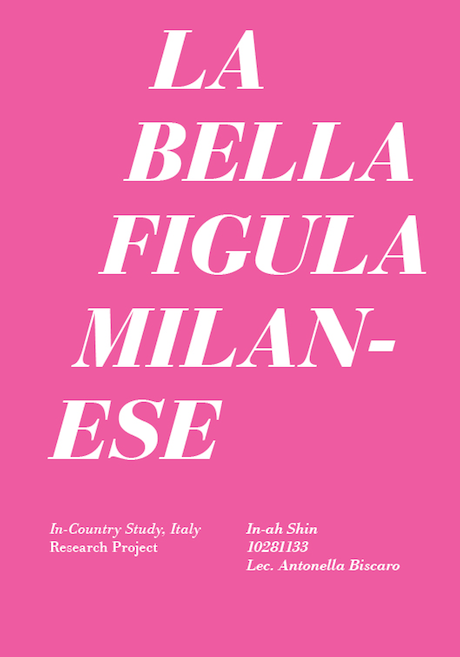 LA
BELLA
FIGULA
MILAN-
ESE
In-Country Study, Italy
Research Project
In-ah Shin
10281133
Lec. Antonella Biscaro